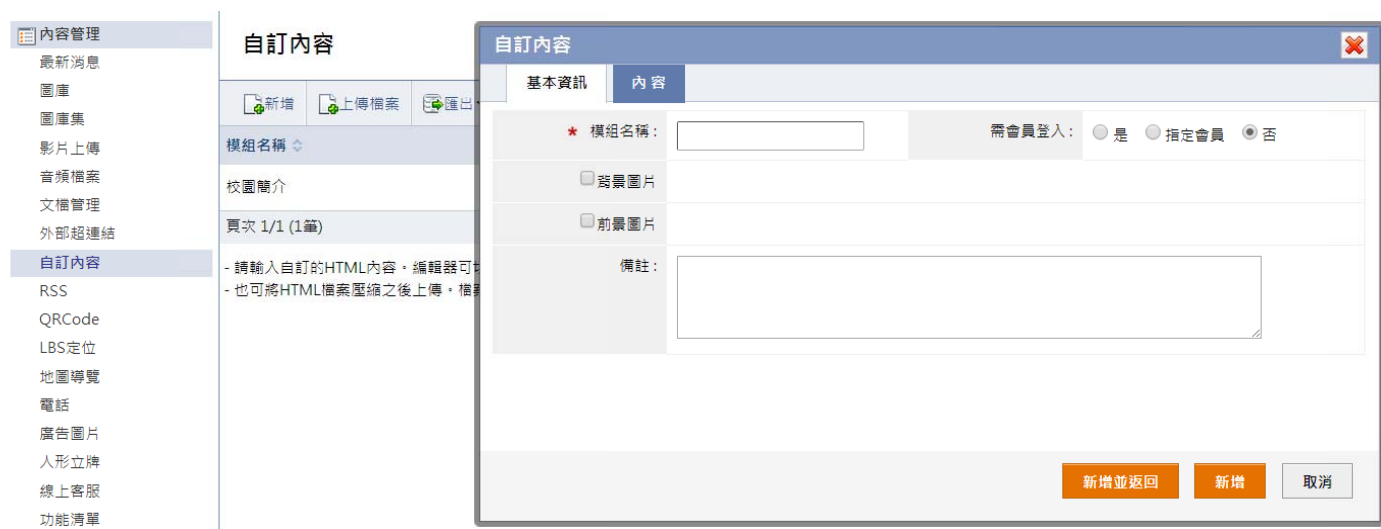 內容管理
最新消息
圖庫
圖庫集
影片上傳
音頻檔案
文檔管理
外部超連結
自訂內容
RSS
QRCode
LBS定位
地圖導覽
電話
廣告圖片
人形立牌
線上客服
功能清單
自訂內容
新增 上傳檔案 匯出
模組名稱
校園簡介
頁次 1/1 (1筆)
- 請輸入自訂的HTML內容。編輯器可
- 也可將HTML檔案壓縮之後上傳。檔
自訂內容
基本資訊 內容
* 模組名稱: 需會員登入: 是 指定會員 否
背景圖片
前景圖片
備註:
新增並返回 新增 取消